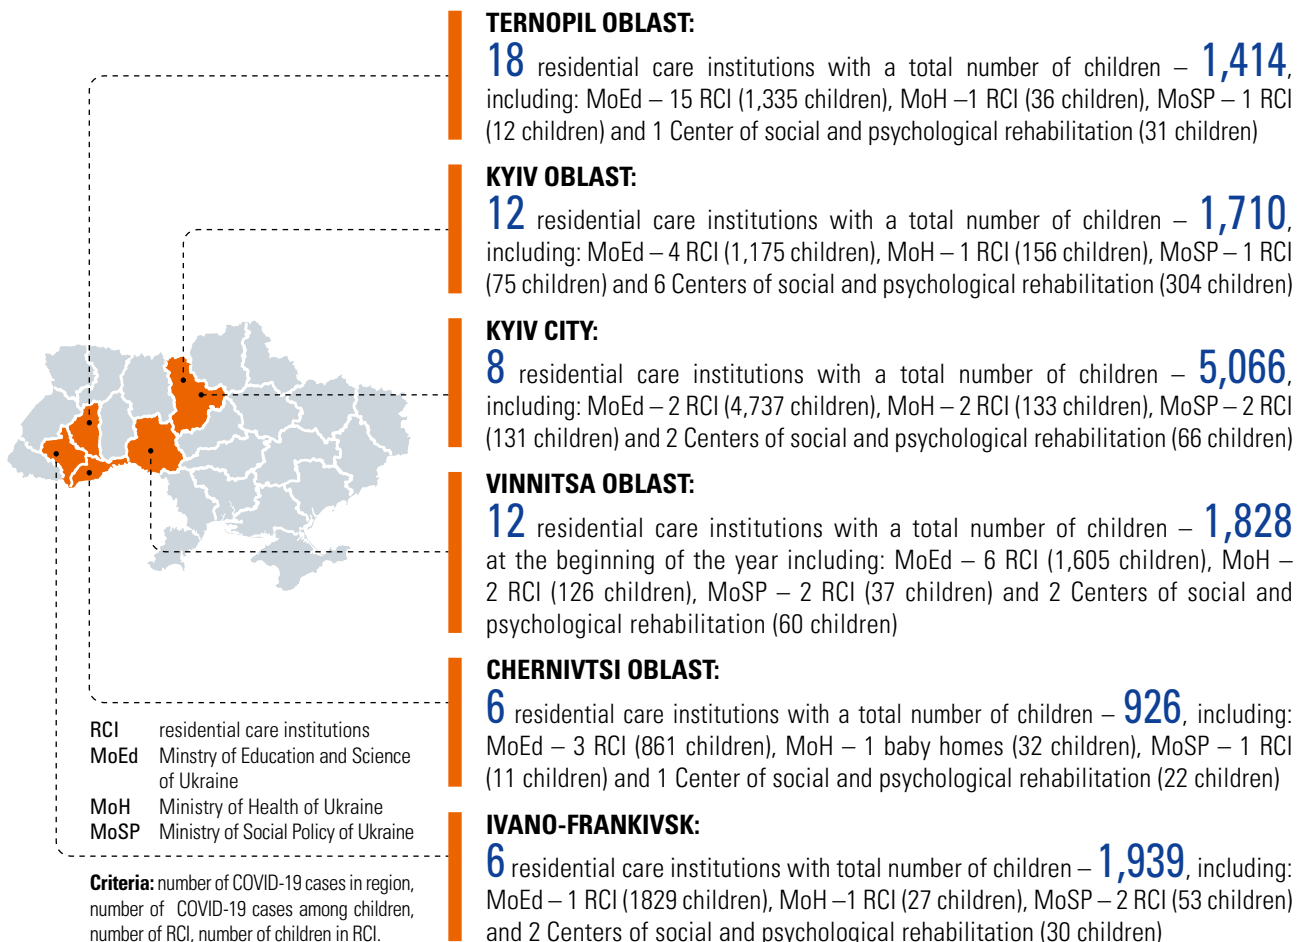 TERNOPIL OBLAST:
18 residential care institutions with a total number of children – 1,414,
including: MoEd – 15 RCI (1,335 children), MoH –1 RCI (36 children), MoSP – 1 RCI
(12 children) and 1 Center of social and psychological rehabilitation (31 children)
KYIV OBLAST:
12 residential care institutions with a total number of children – 1,710,
including: MoEd – 4 RCI (1,175 children), MoH – 1 RCI (156 children), MoSP – 1 RCI
(75 children) and 6 Centers of social and psychological rehabilitation (304 children)
KYIV CITY:
8 residential care institutions with a total number of children – 5,066,
including: MoEd – 2 RCI (4,737 children), MoH – 2 RCI (133 children), MoSP – 2 RCI
(131 children) and 2 Centers of social and psychological rehabilitation (66 children)
VINNITSA OBLAST:
12 residential care institutions with a total number of children – 1,828
at the beginning of the year including: MoEd – 6 RCI (1,605 children), MoH –
2 RCI (126 children), MoSP – 2 RCI (37 children) and 2 Centers of social and
psychological rehabilitation (60 children)
CHERNIVTSI OBLAST:
6 residential care institutions with a total number of children – 926, including:
MoEd – 3 RCI (861 children), MoH – 1 baby homes (32 children), MoSP – 1 RCI
(11 children) and 1 Center of social and psychological rehabilitation (22 children)
IVANO-FRANKIVSK:
6 residential care institutions with total number of children – 1,939, including:
MoEd – 1 RCI (1829 children), MoH –1 RCI (27 children), MoSP – 2 RCI (53 children)
and 2 Centers of social and psychological rehabilitation (30 children)
RCI residential care institutions
MoEd Minstry of Education and Science
of Ukraine
MoH Ministry of Health of Ukraine
MoSP Ministry of Social Policy of Ukraine
Criteria: number of COVID-19 cases in region,
number of COVID-19 cases among children,
number of RCI, number of children in RCI.